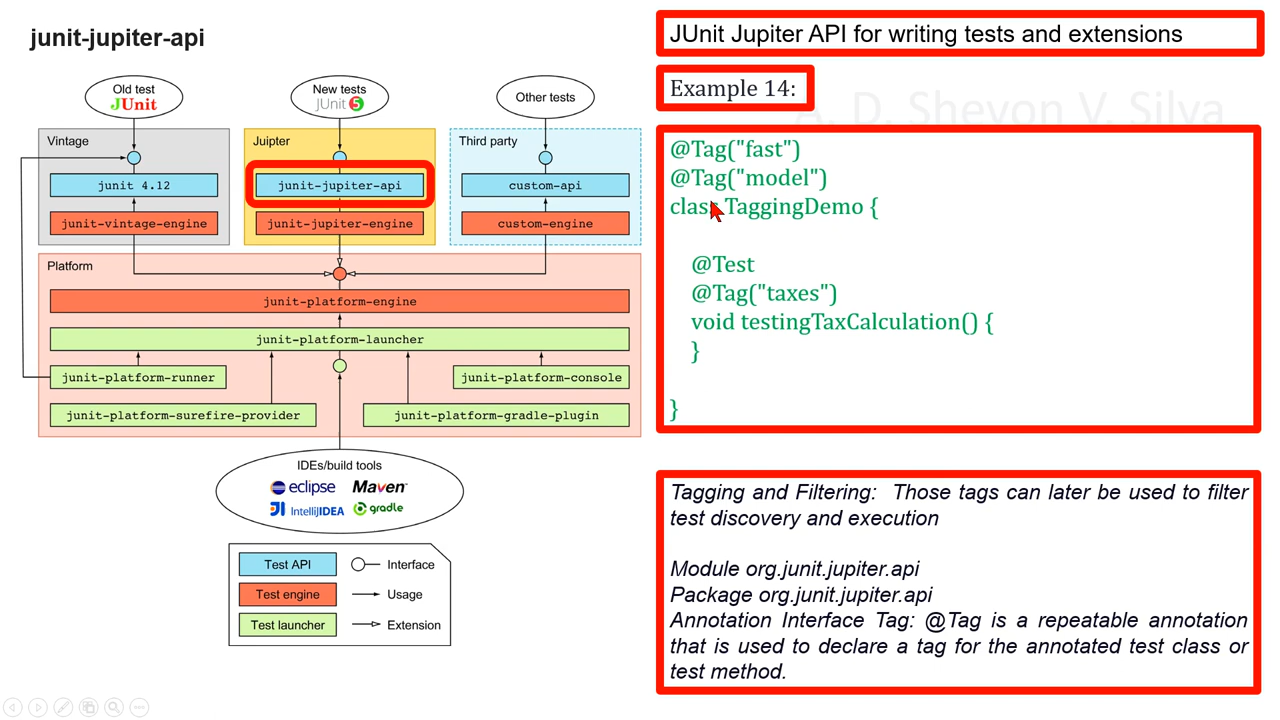 junit-jupiter-api
Old test
JUnit
New tests
JUnit 5
Other tests
Vintage
Juipter
Third party
junit 4.12
junit-jupiter-api
custom-api
junit-vintage-engine
junit-jupiter-engine
custom-engine
Platform
junit-platform-engine
junit-platform-launcher
junit-platform-runner
junit-platform-console
junit-platform-surefire-provider
junit-platform-gradle-plugin
IDEs/build tools
eclipse
Maven
IntelliJIDEA
gradle
Test API
Interface
Test engine
Usage
Test launcher
Extension
JUnit Jupiter API for writing tests and extensions
Example 14:
A. D. Shevon V. Silva
@Tag("fast")
@Tag("model")
class TaggingDemo {
@Test
@Tag("taxes")
void testingTaxCalculation() {
}
}
Tagging and Filtering: Those tags can later be used to filter
test discovery and execution
Module org.junit.jupiter.api
Package org.junit.jupiter.api
Annotation Interface Tag: @Tag is a repeatable annotation
that is used to declare a tag for the annotated test class or
test method.